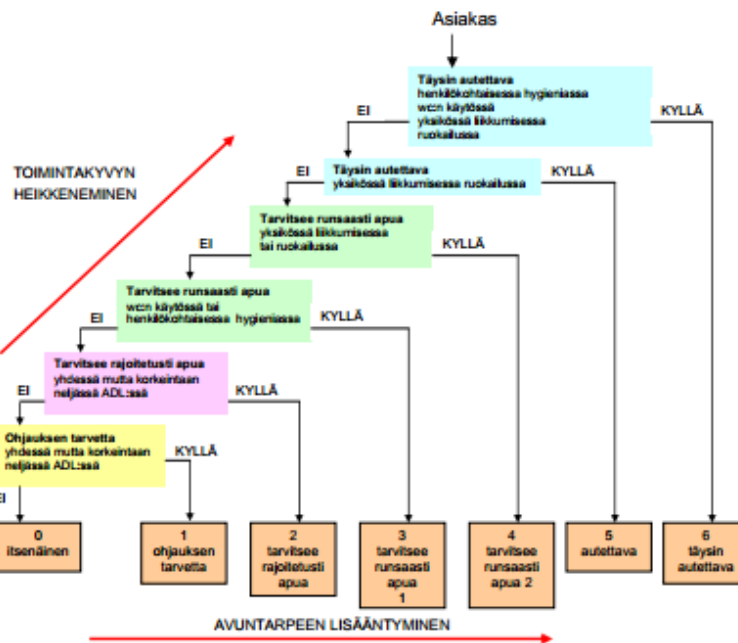 Asiakas
Täysin autettava
henkilökohtaisessa hygieniassa
wc:n käytössä
yksikössä liikkumisessa
ruokailussa
EI
KYLLÄ
TOIMINTAKYVYN
HEIKKENEMINEN
EI
Täysin autettava
yksikössä liikkumisessa ruokailussa
KYLLÄ
Tarvitsee runsaasti apua
yksikössä liikkumisessa
tai ruokailussa
EI
KYLLÄ
Tarvitsee runsaasti apua
wc:n käytössä tai
henkilökohtaisessa hygieniassa
EI
KYLLÄ
Tarvitsee rajoitetusti apua
yhdessä mutta korkeintaan
neljässä ADL:ssä
EI
KYLLÄ
Ohjauksen tarvetta
yhdessä mutta korkeintaan
neljässä ADL:ssä
KYLLÄ
EI
0
itsenäinen
1
ohjauksen
tarvetta
2
tarvitsee
rajoitetusti
apua
3
tarvitsee
runsaasti
apua
1
4
tarvitsee
runsaasti
apua 2
5
autettava
6
täysin
autettava
AVUNTARPEEN LISÄÄNTYMINEN